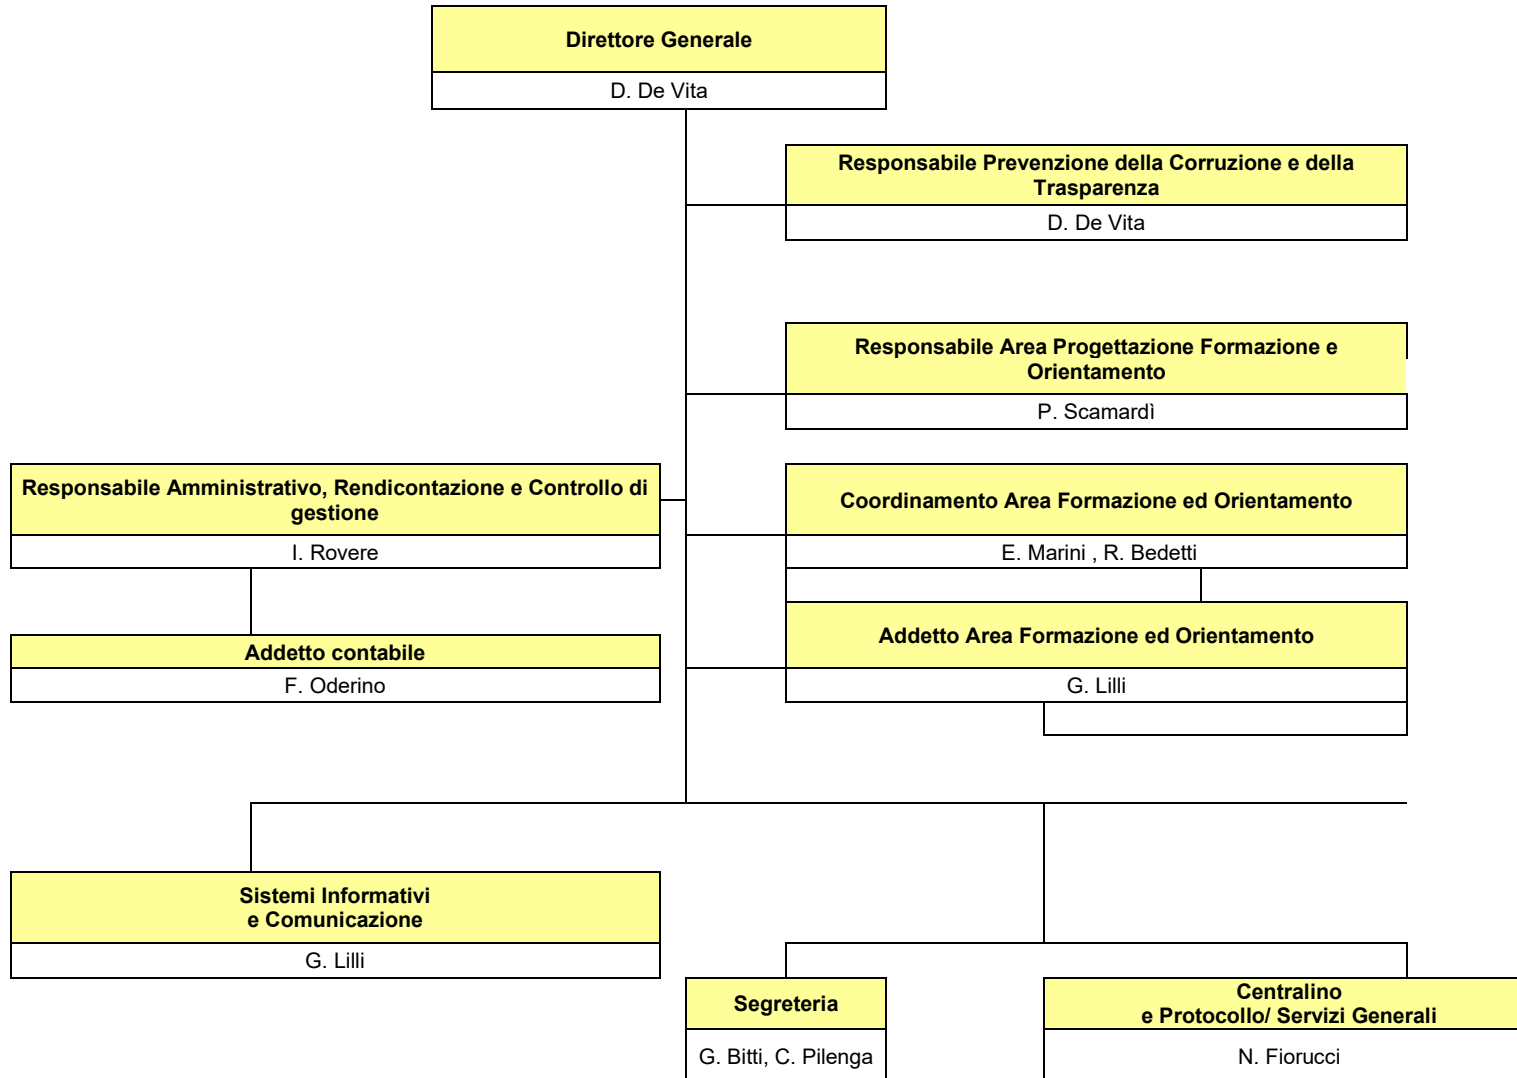 Direttore Generale
D. De Vita
Responsabile Prevenzione della Corruzione e della
Trasparenza
D. De Vita
Responsabile Area Progettazione Formazione e
Orientamento
P. Scamardì
Responsabile Amministrativo, Rendicontazione e Controllo di
gestione
I. Rovere
Coordinamento Area Formazione ed Orientamento
E. Marini , R. Bedetti
Addetto contabile
F. Oderino
Addetto Area Formazione ed Orientamento
G. Lilli
Sistemi Informativi
e Comunicazione
G. Lilli
Segreteria
G. Bitti, C. Pilenga
Centralino
e Protocollo/ Servizi Generali
N. Fiorucci